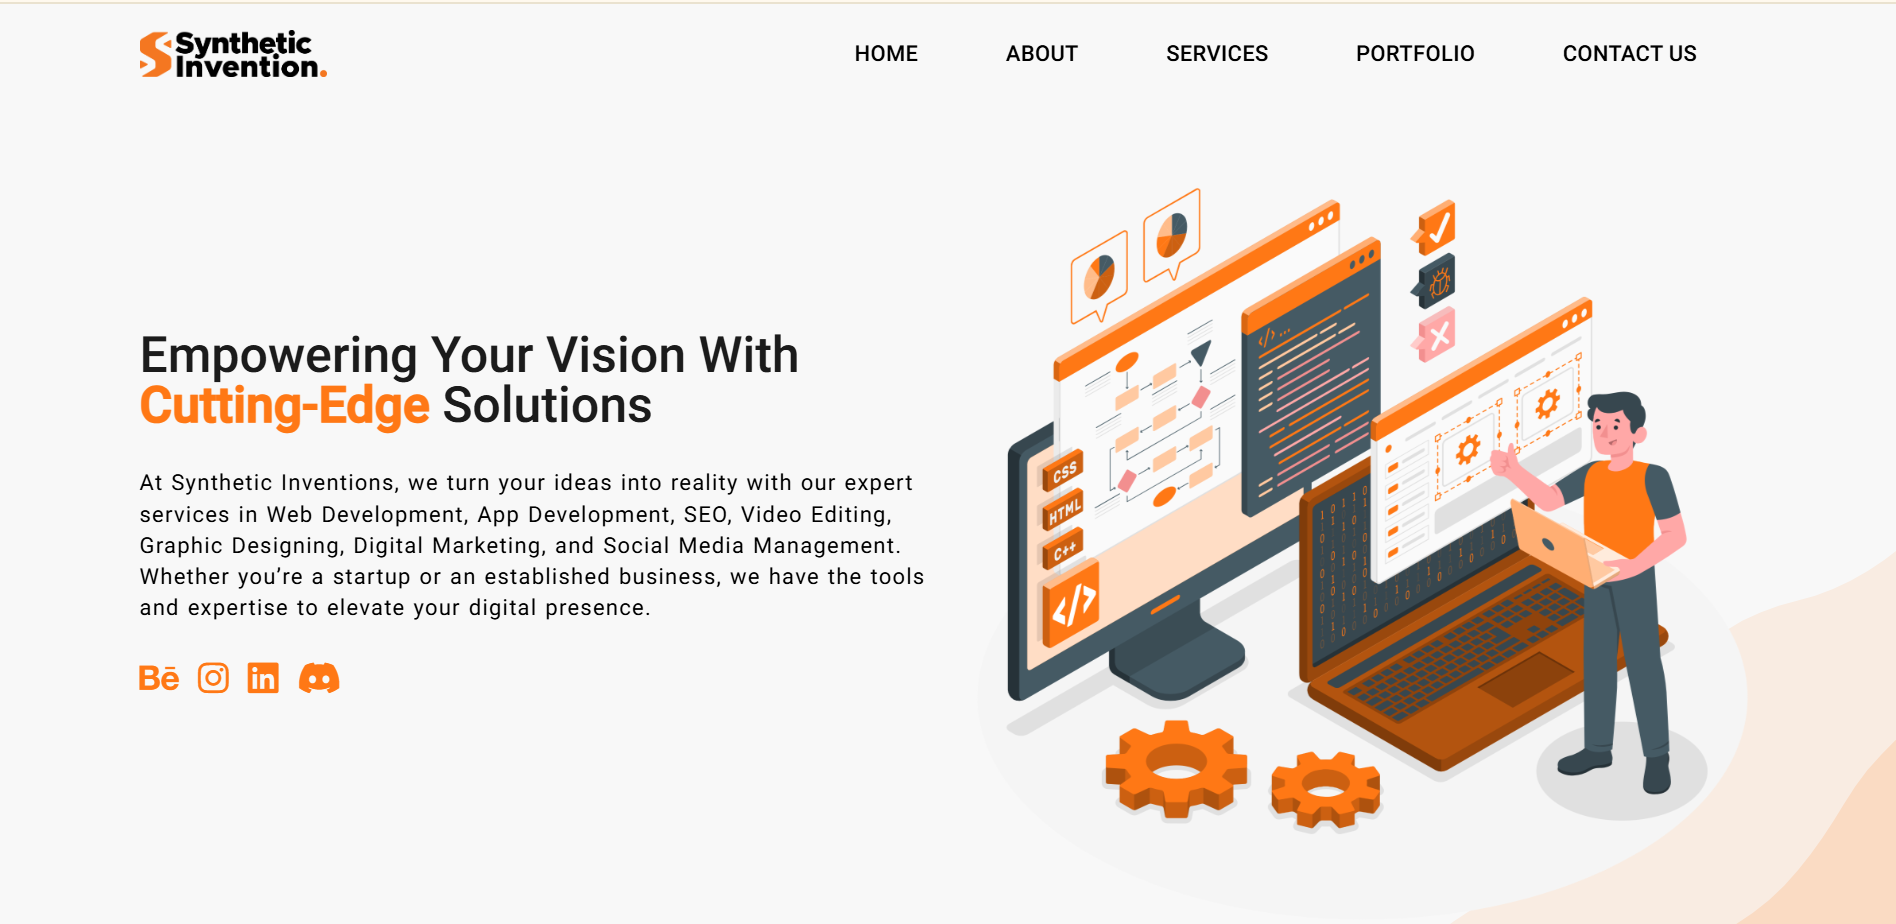 Synthetic
Invention.
HOME
ABOUT
SERVICES
PORTFOLIO
CONTACT US
Empowering Your Vision With
Cutting-Edge Solutions
At Synthetic Inventions, we turn your ideas into reality with our expert
services in Web Development, App Development, SEO, Video Editing,
Graphic Designing, Digital Marketing, and Social Media Management.
Whether you’re a startup or an established business, we have the tools
and expertise to elevate your digital presence.
Bē
in
CSS
HTML
C++
</>
</>...